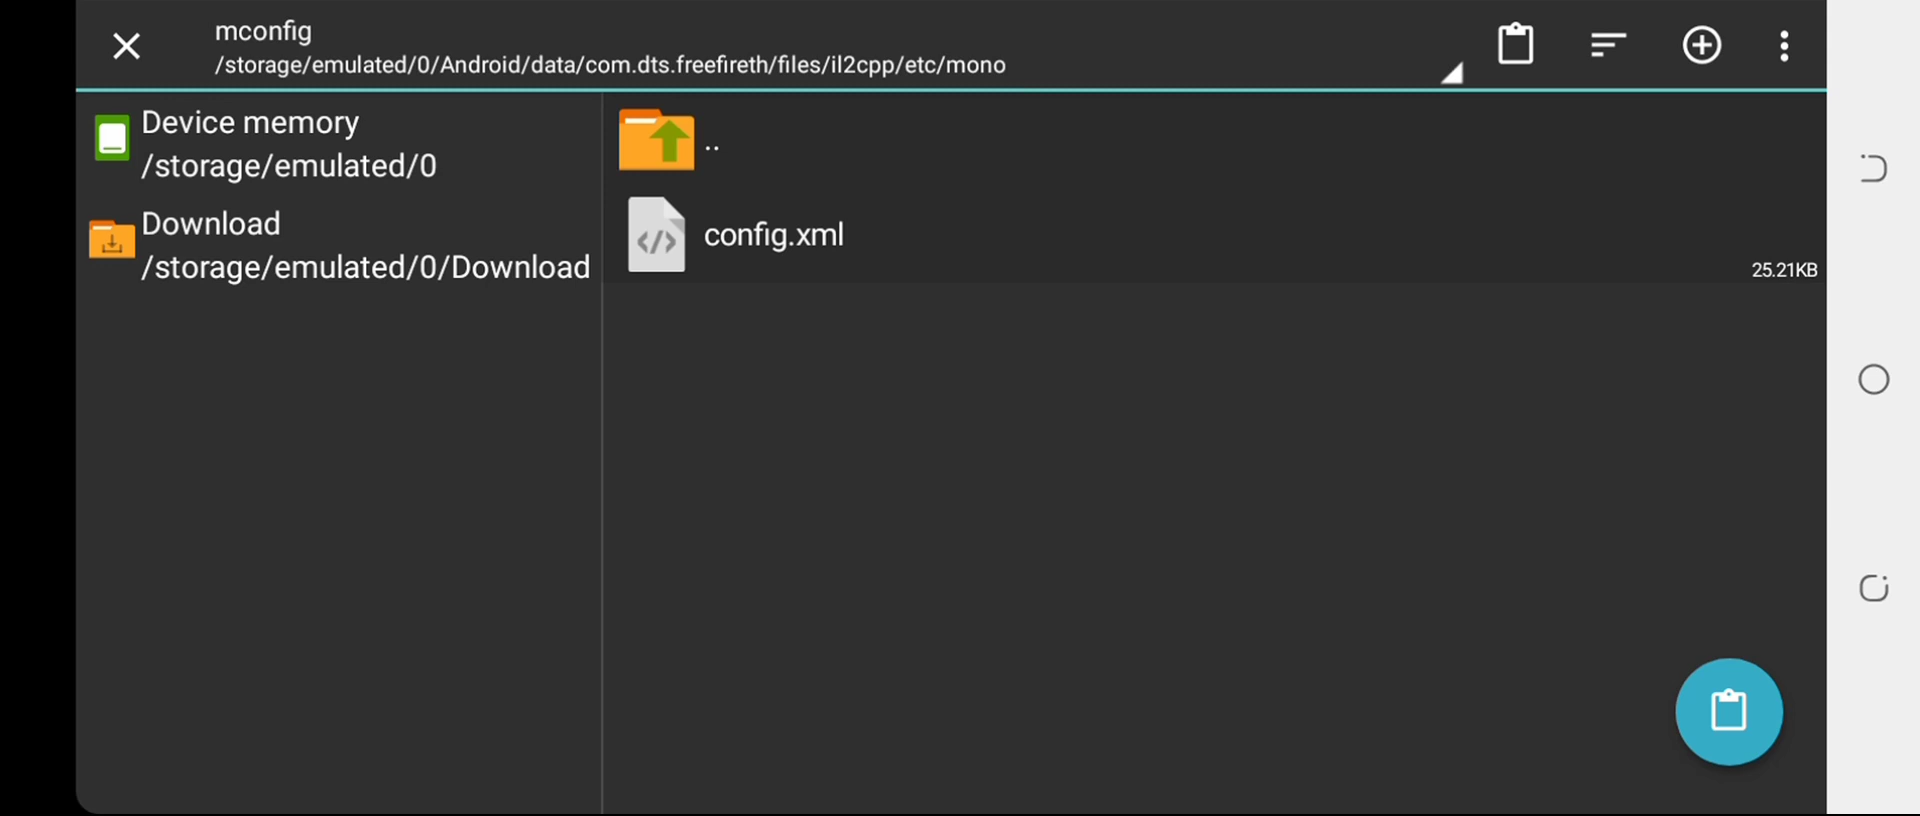 mconfig
/storage/emulated/0/Android/data/com.dts.freefireth/files/il2cpp/etc/mono
Device memory
/storage/emulated/0
Download
/storage/emulated/0/Download
..
config.xml
25.21KB